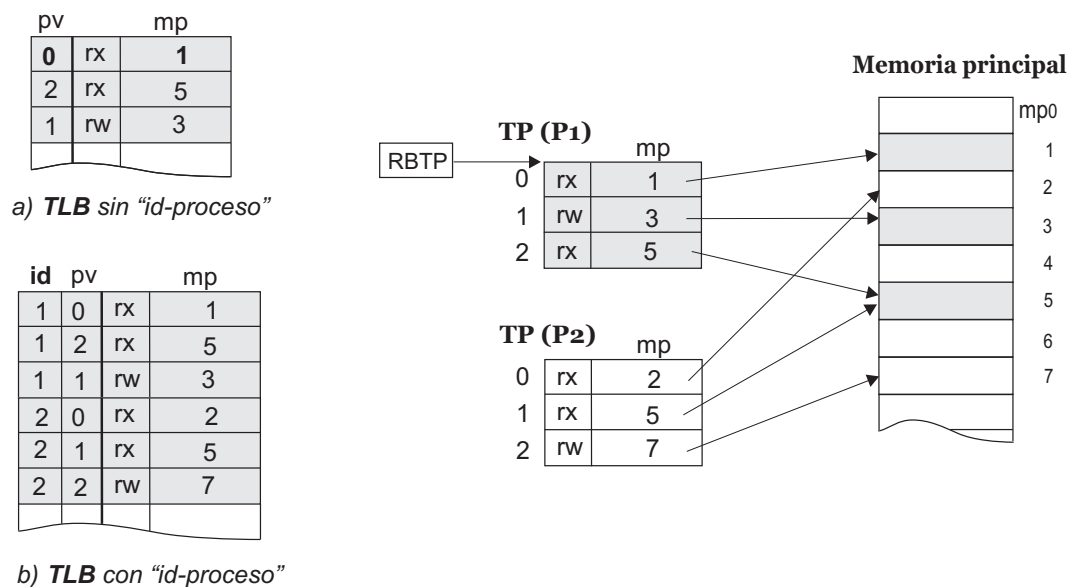 pv mp
0 rx 1
2 rx 5
1 rw 3
a) TLB sin “id-proceso”
id pv mp
1 0 rx 1
1 2 rx 5
1 1 rw 3
2 0 rx 2
2 1 rx 5
2 2 rw 7
b) TLB con “id-proceso”
RBTP
TP (P1)
mp
0 rx 1
1 rw 3
2 rx 5
TP (P2)
mp
0 rx 2
1 rx 5
2 rw 7
Memoria principal
mp0
1
2
3
4
5
6
7